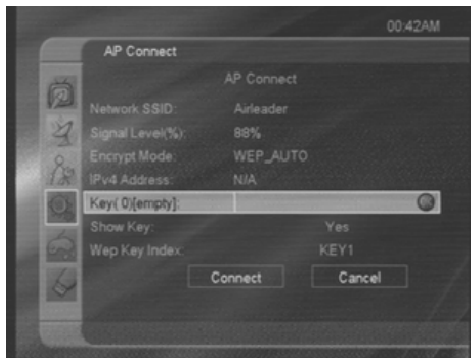 00:42AM
AP Connect
AP Connect
Network SSID: Airleader
Signal Level(%): 88%
Encrypt Mode: WEP_AUTO
IPv4 Address: N/A
Key( 0)[empty]:
Show Key: Yes
Wep Key Index: KEY1
Connect Cancel